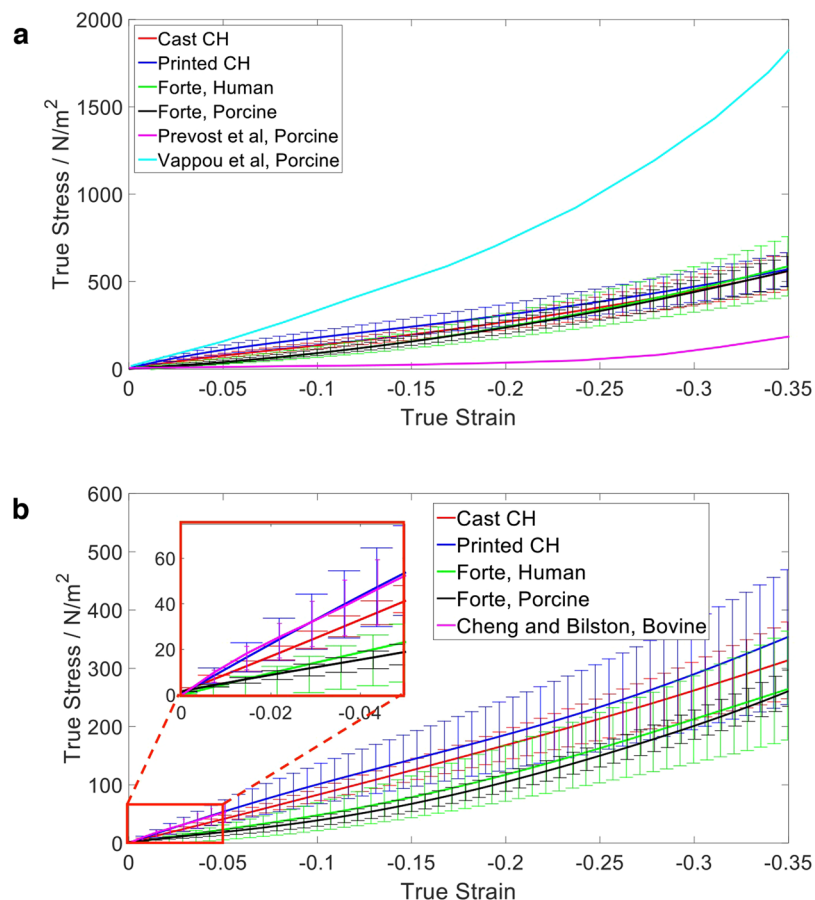 a
2000
1500
1000
500
0
True Stress / N/m²
Cast CH
Printed CH
Forte, Human
Forte, Porcine
Prevost et al, Porcine
Vappou et al, Porcine
0 -0.05 -0.1 -0.15 -0.2 -0.25 -0.3 -0.35
True Strain
b
600
500
400
300
200
100
0
True Stress / N/m²
60
40
20
0
0 -0.02 -0.04
Cast CH
Printed CH
Forte, Human
Forte, Porcine
Cheng and Bilston, Bovine
0 -0.05 -0.1 -0.15 -0.2 -0.25 -0.3 -0.35
True Strain